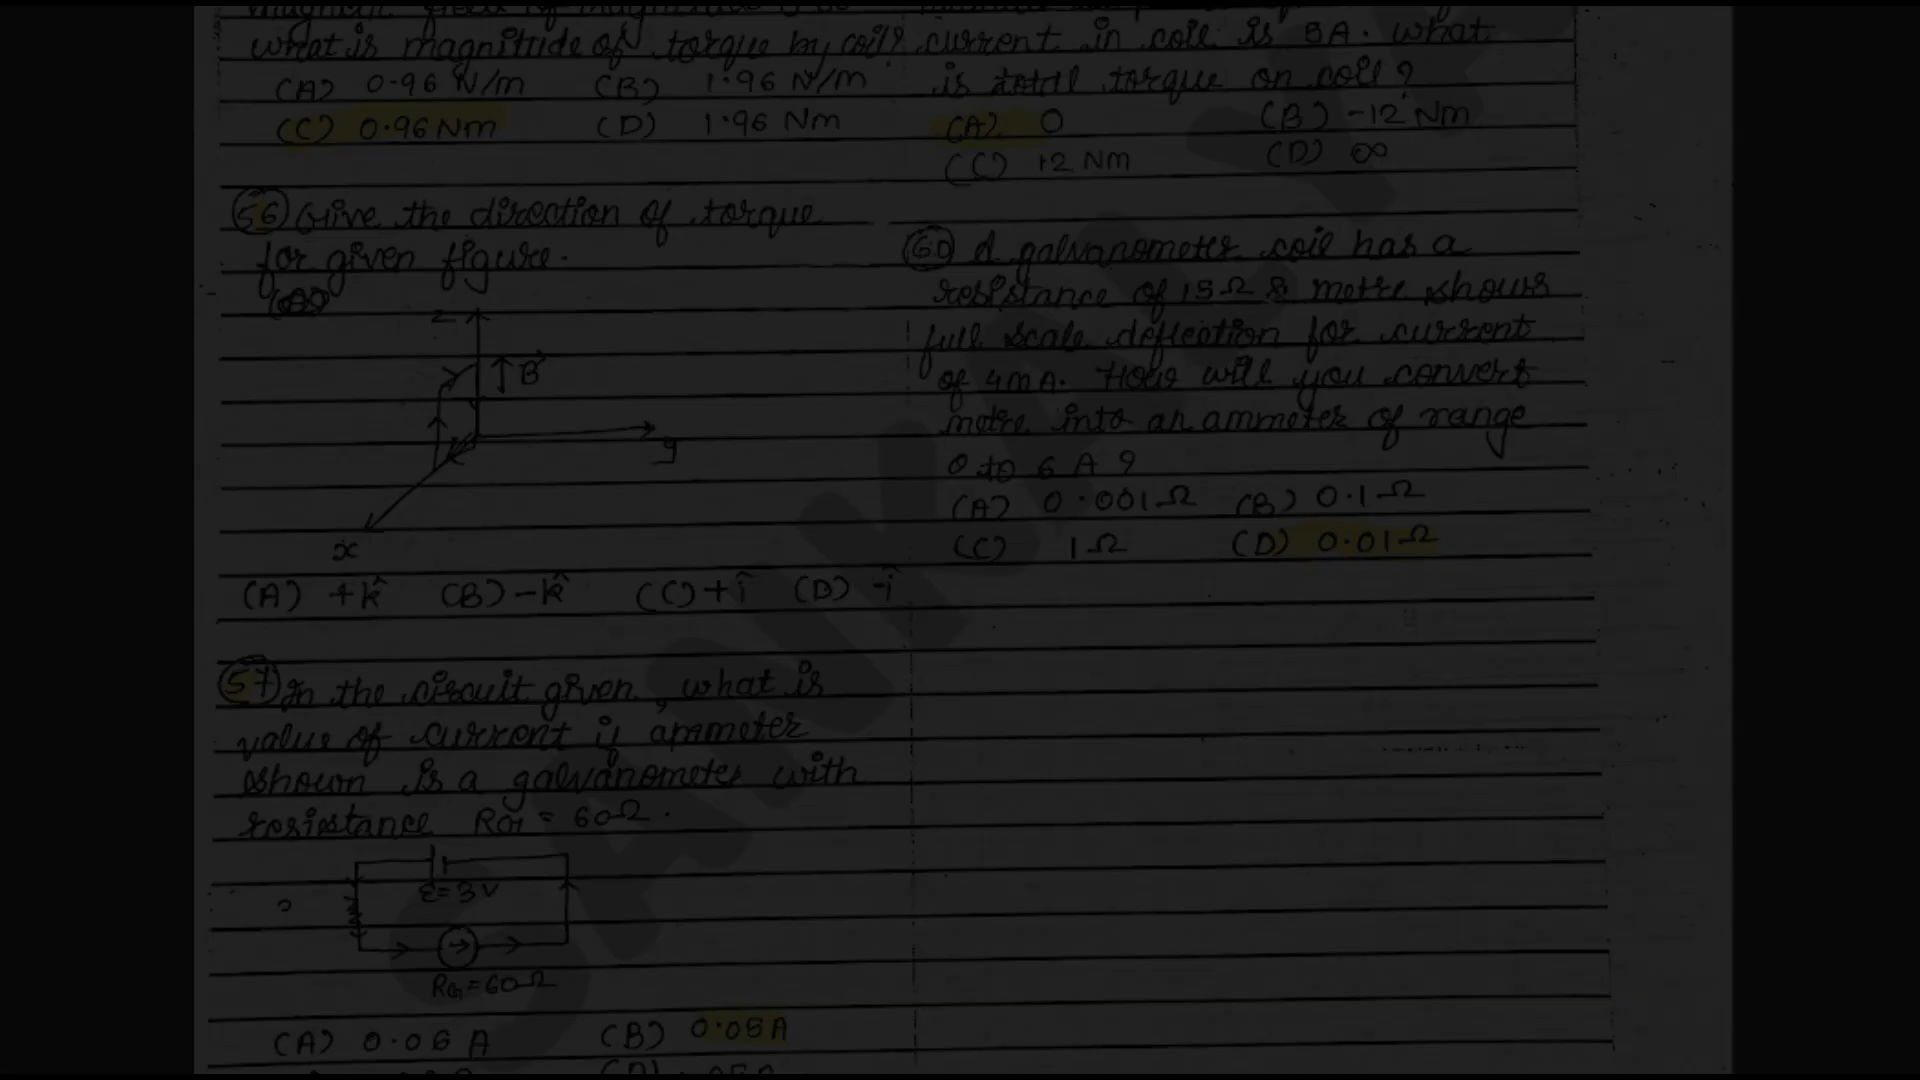 what is magnitude of torque by coil?
(A) 0.96 N/m (B) 1.96 N/m
(C) 0.96 Nm (D) 1.96 Nm
56 Give the direction of torque
for given figure.
z
B
y
x
(A) +k̂ (B) -k̂ (C) +î (D) -î
57 In the circuit given, what is
value of current if ammeter
shown is a galvanometer with
resistance RG = 60Ω.
ε = 3V
RG = 60Ω
(A) 0.06 A (B) 0.05A
current in coil is 5A. what
is total torque on coil?
(A) 0 (B) -12 Nm
(C) 12 Nm (D) ∞
60 A galvanometer coil has a
resistance of 15Ω & metre shows
full scale deflection for current
of 4mA. How will you convert
metre into an ammeter of range
0 to 6 A?
(A) 0.001Ω (B) 0.1Ω
(C) 1Ω (D) 0.01Ω